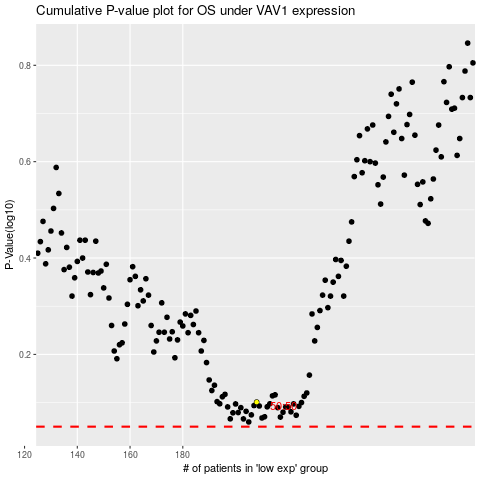 Cumulative P-value plot for OS under VAV1 expression
P-Value(log10)
0.8
0.6
0.4
0.2
120 140 160 180
# of patients in 'low exp' group